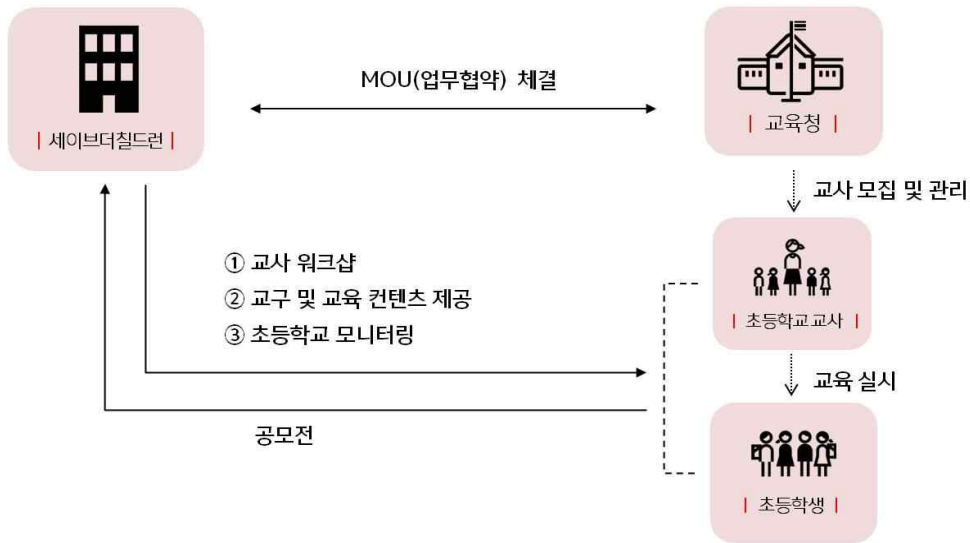 MOU(업무협약) 체결
| 세이브더칠드런 |
| 교육청 |
교사 모집 및 관리
① 교사 워크샵
② 교구 및 교육 컨텐츠 제공
③ 초등학교 모니터링
| 초등학교 교사 |
교육 실시
공모전
| 초등학생 |